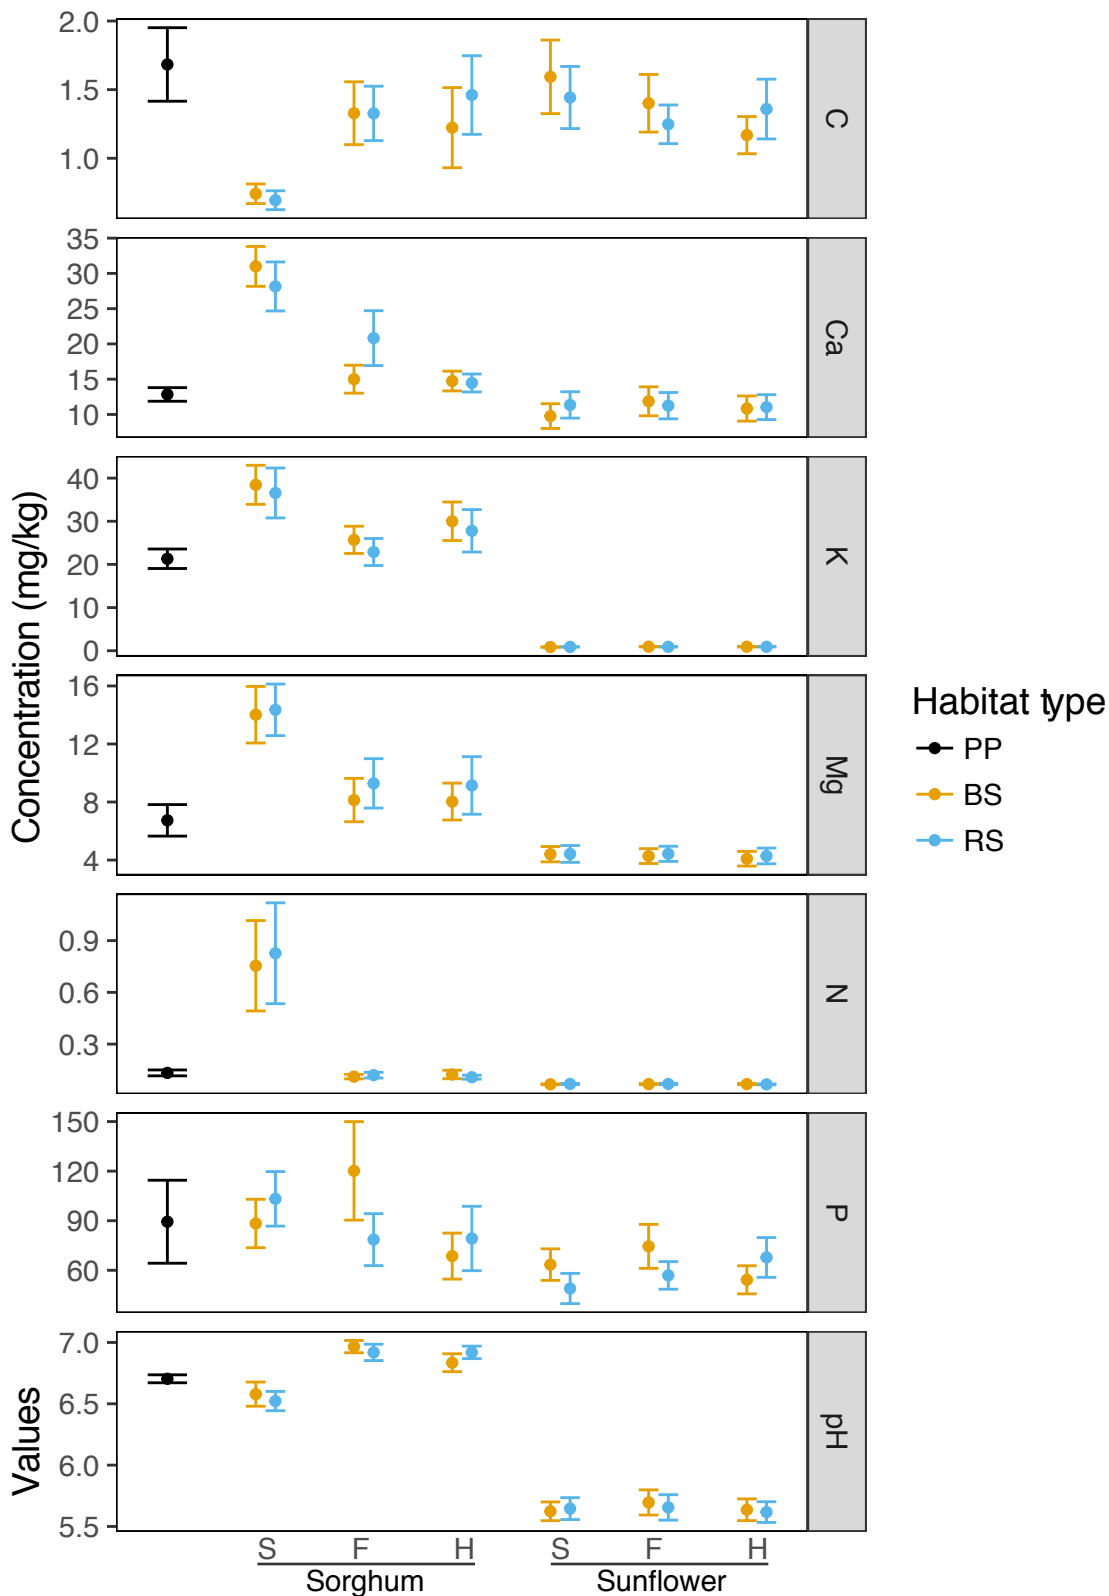 2.0
1.5
1.0
C
35
30
25
20
15
10
Ca
40
30
20
10
0
K
16
12
8
4
Mg
0.9
0.6
0.3
N
150
120
90
60
P
7.0
6.5
6.0
5.5
pH
Concentration (mg/kg)
Values
S F H S F H
Sorghum Sunflower
Habitat type
PP
BS
RS